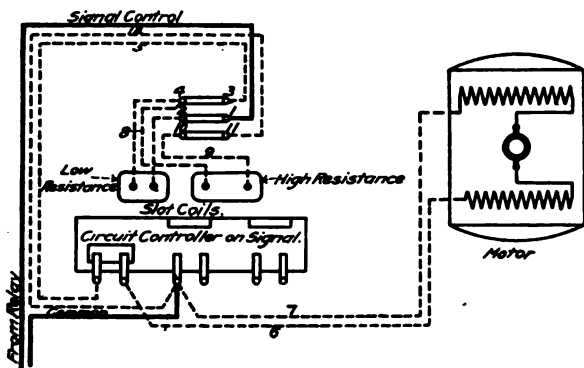 Signal Control
5
4
3
8
9
Low
Resistance
High Resistance
Slot Coils.
Circuit Controller on Signal.
Motor
Common
7
6
From Relay